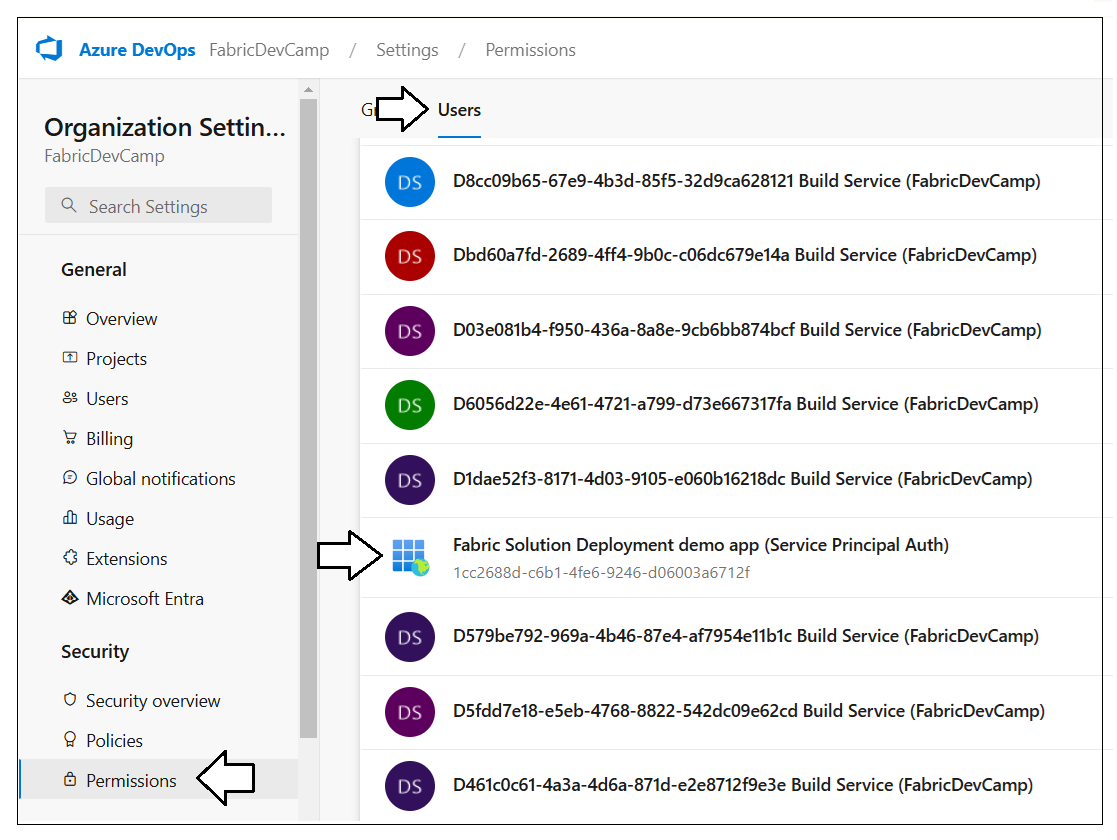 Azure DevOps FabricDevCamp / Settings / Permissions
Organization Settin...
FabricDevCamp
Search Settings
General
Overview
Projects
Users
Billing
Global notifications
Usage
Extensions
Microsoft Entra
Security
Security overview
Policies
Permissions
Users
DS D8cc09b65-67e9-4b3d-85f5-32d9ca628121 Build Service (FabricDevCamp)
DS Dbd60a7fd-2689-4ff4-9b0c-c06dc679e14a Build Service (FabricDevCamp)
DS D03e081b4-f950-436a-8a8e-9cb6bb874bcf Build Service (FabricDevCamp)
DS D6056d22e-4e61-4721-a799-d73e667317fa Build Service (FabricDevCamp)
DS D1dae52f3-8171-4d03-9105-e060b16218dc Build Service (FabricDevCamp)
Fabric Solution Deployment demo app (Service Principal Auth)
1cc2688d-c6b1-4fe6-9246-d06003a6712f
DS D579be792-969a-4b46-87e4-af7954e11b1c Build Service (FabricDevCamp)
DS D5fdd7e18-e5eb-4768-8822-542dc09e62cd Build Service (FabricDevCamp)
DS D461c0c61-4a3a-4d6a-871d-e2e8712f9e3e Build Service (FabricDevCamp)